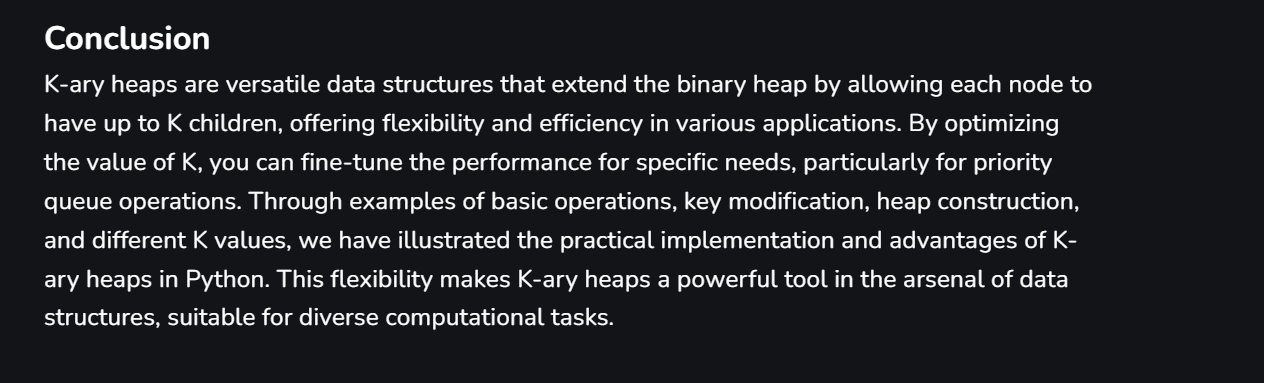 Conclusion
K-ary heaps are versatile data structures that extend the binary heap by allowing each node to
have up to K children, offering flexibility and efficiency in various applications. By optimizing
the value of K, you can fine-tune the performance for specific needs, particularly for priority
queue operations. Through examples of basic operations, key modification, heap construction,
and different K values, we have illustrated the practical implementation and advantages of K-
ary heaps in Python. This flexibility makes K-ary heaps a powerful tool in the arsenal of data
structures, suitable for diverse computational tasks.